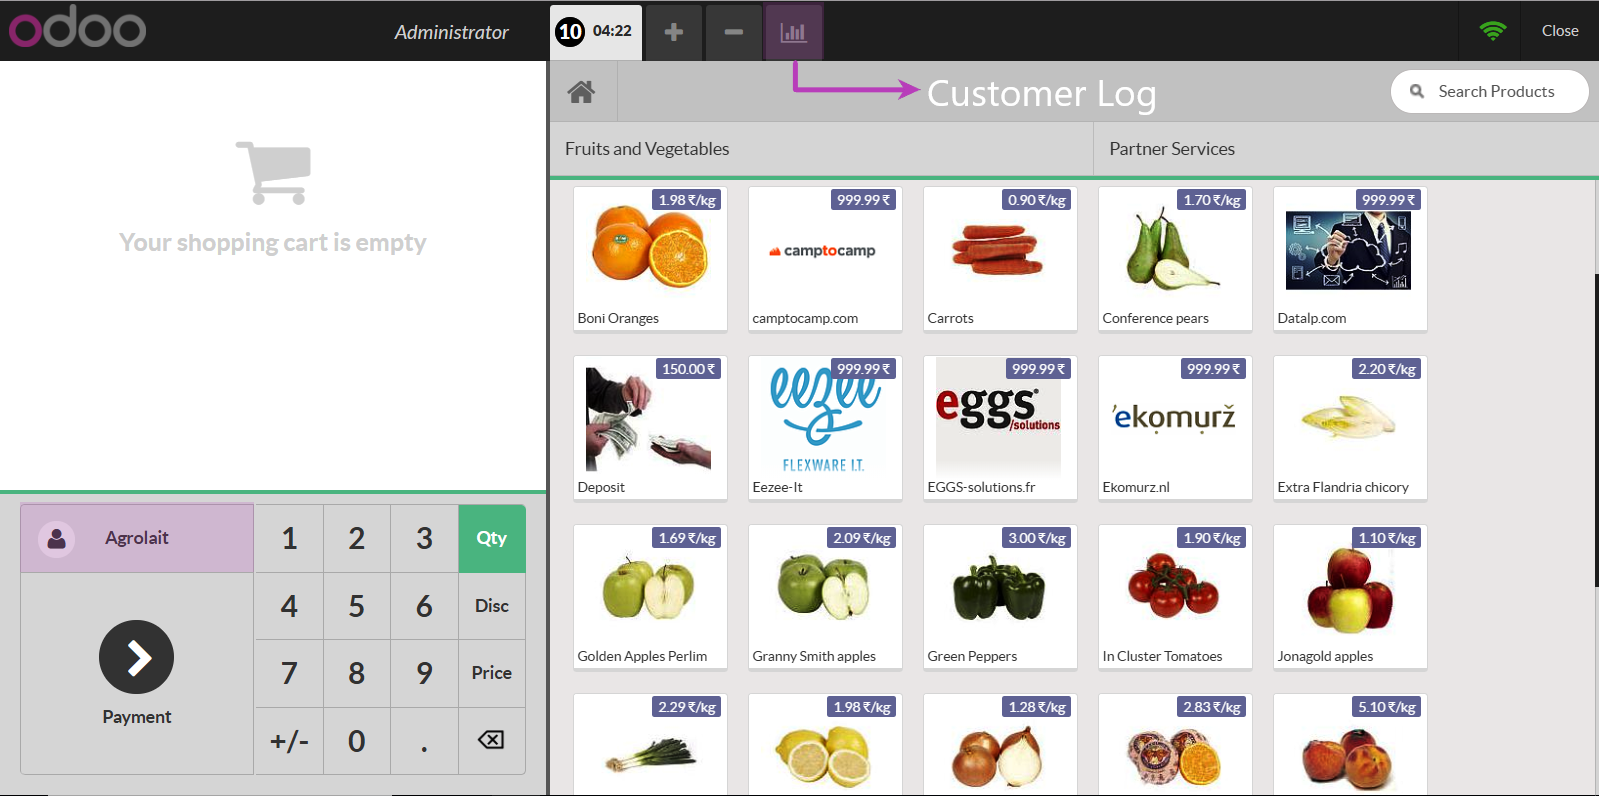 odoo
Administrator
10 04:22
Close
Customer Log
Search Products
Fruits and Vegetables
Partner Services
1.98 ₹/kg
Boni Oranges
999.99 ₹
camptocamp
camptocamp.com
0.90 ₹/kg
Carrots
1.70 ₹/kg
Conference pears
999.99 ₹
Datalp.com
150.00 ₹
Deposit
999.99 ₹
eezee
FLEXWARE I.T.
Eezee-It
999.99 ₹
eggs®
/solutions
EGGS-solutions.fr
999.99 ₹
'ẹkomụrž
Ekomurz.nl
2.20 ₹/kg
Extra Flandria chicory
1.69 ₹/kg
Golden Apples Perlim
2.09 ₹/kg
Granny Smith apples
3.00 ₹/kg
Green Peppers
1.90 ₹/kg
In Cluster Tomatoes
1.10 ₹/kg
Jonagold apples
2.29 ₹/kg
1.98 ₹/kg
1.28 ₹/kg
2.83 ₹/kg
5.10 ₹/kg
Your shopping cart is empty
Agrolait
Payment
1 2 3 Qty
4 5 6 Disc
7 8 9 Price
+/- 0 .